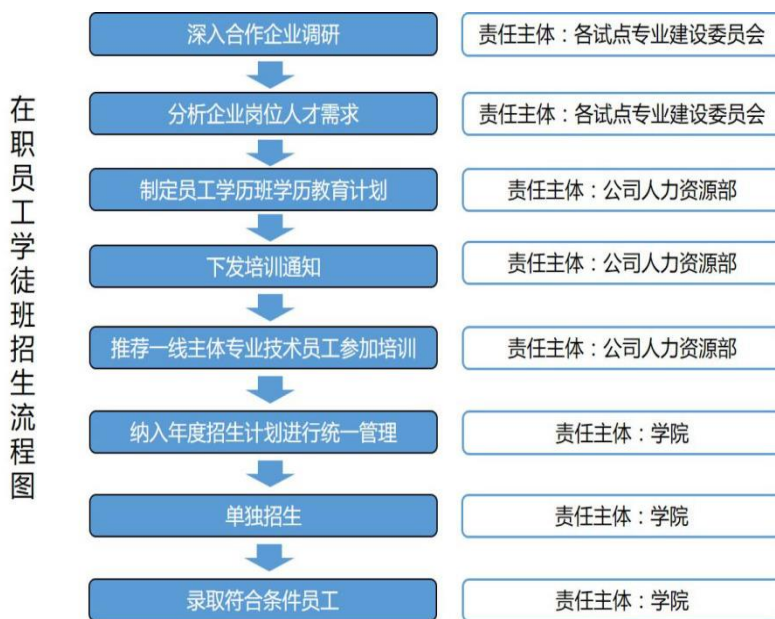 在职员工学徒班招生流程图
深入合作企业调研
责任主体：各试点专业建设委员会
分析企业岗位人才需求
责任主体：各试点专业建设委员会
制定员工学历班学历教育计划
责任主体：公司人力资源部
下发培训通知
责任主体：公司人力资源部
推荐一线主体专业技术员工参加培训
责任主体：公司人力资源部
纳入年度招生计划进行统一管理
责任主体：学院
单独招生
责任主体：学院
录取符合条件员工
责任主体：学院